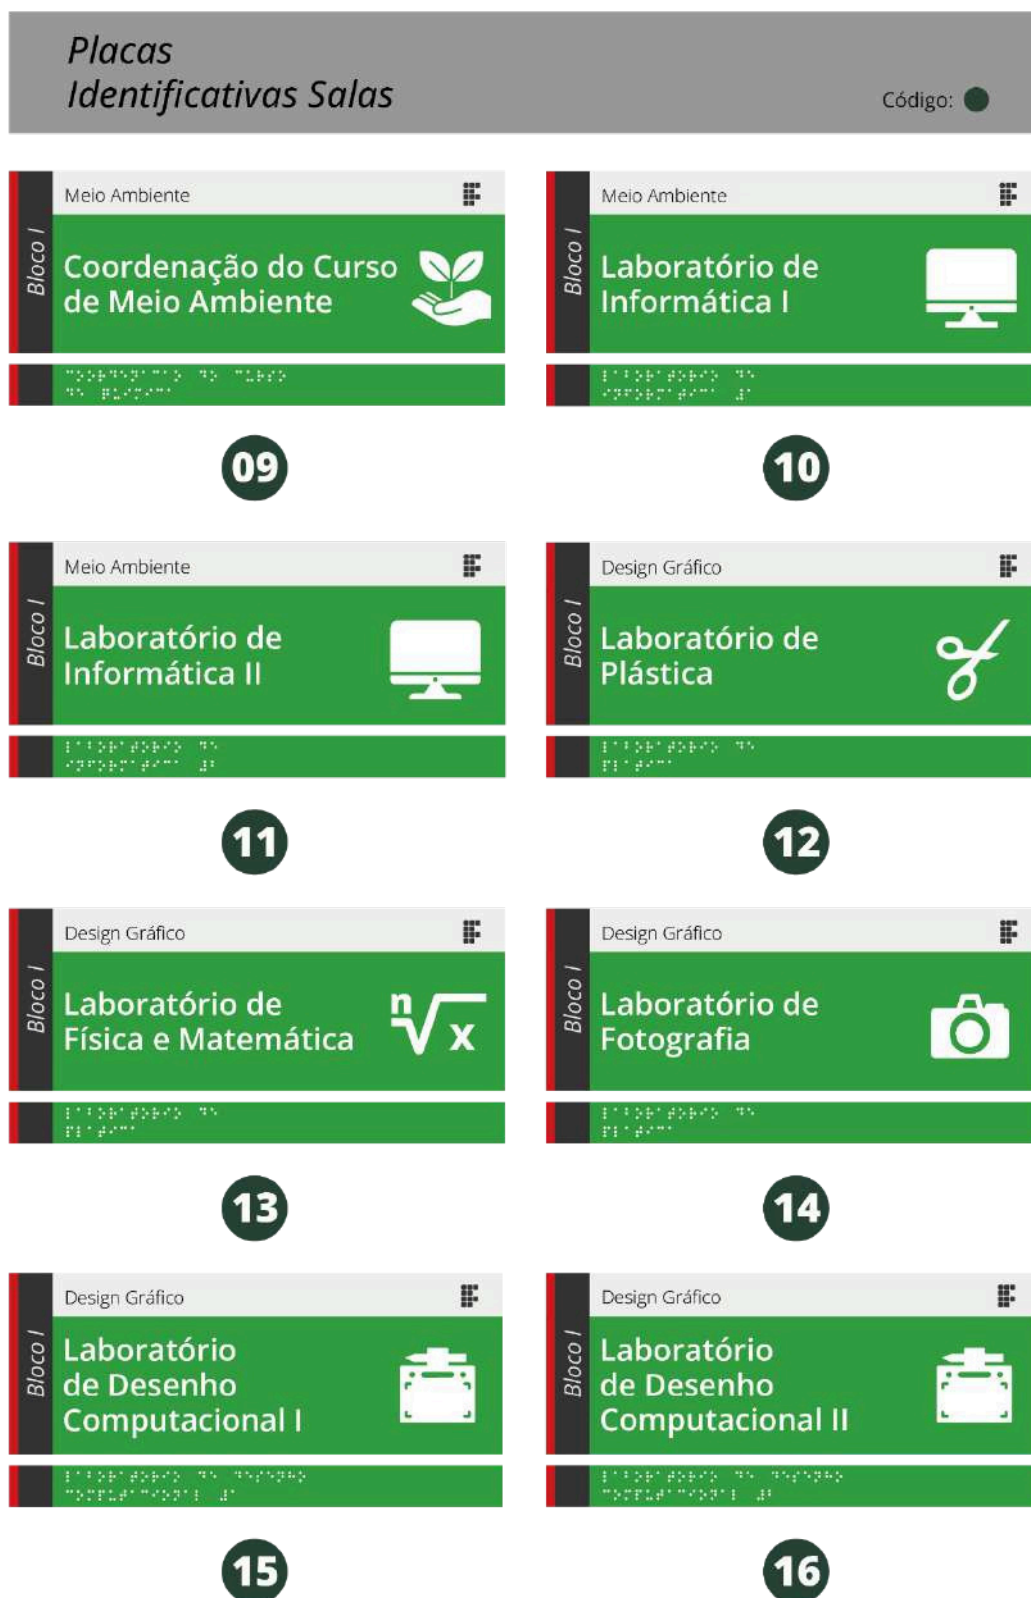 Placas
Identificativas Salas
Código:
Bloco I
Meio Ambiente
Coordenação do Curso
de Meio Ambiente
09
Bloco I
Meio Ambiente
Laboratório de
Informática I
10
Bloco I
Meio Ambiente
Laboratório de
Informática II
11
Bloco I
Design Gráfico
Laboratório de
Plástica
12
Bloco I
Design Gráfico
Laboratório de
Física e Matemática
n√x
13
Bloco I
Design Gráfico
Laboratório de
Fotografia
14
Bloco I
Design Gráfico
Laboratório
de Desenho
Computacional I
15
Bloco I
Design Gráfico
Laboratório
de Desenho
Computacional II
16